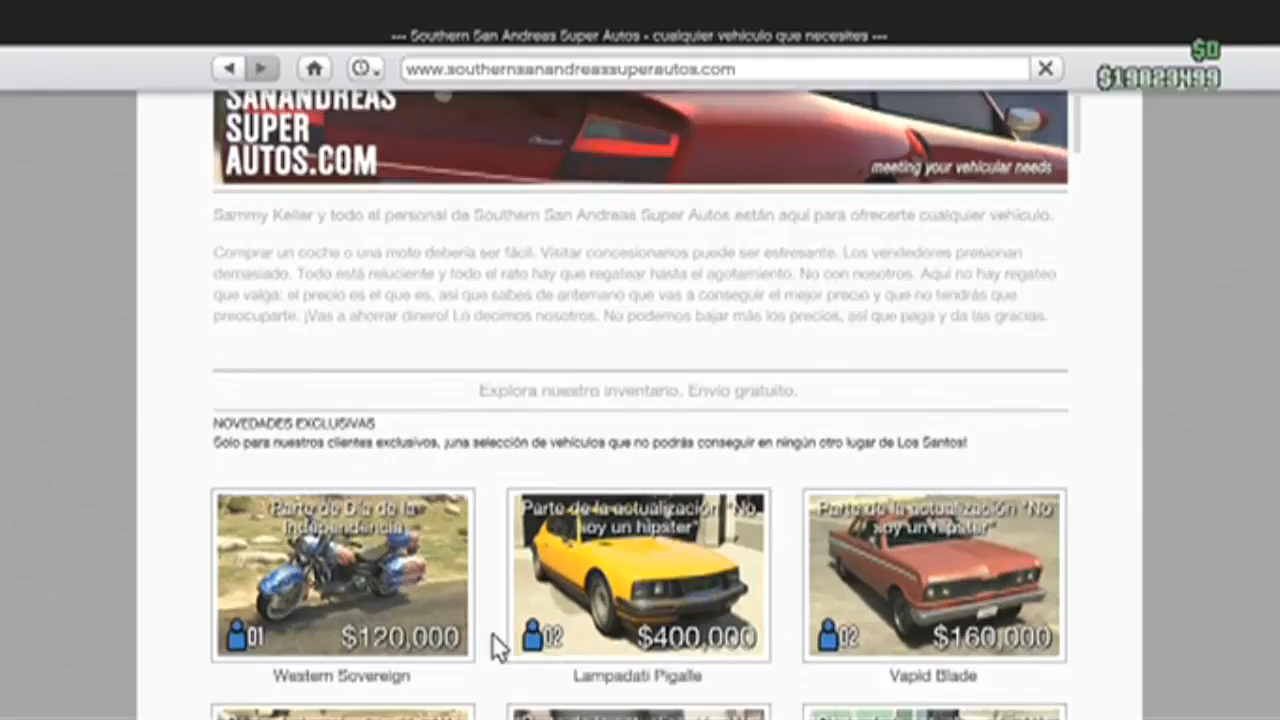 --- Southern San Andreas Super Autos - cualquier vehículo que necesites ---
$0
www.southernsanandreassuperautos.com
SANANDREAS
SUPER
AUTOS.COM
meeting your vehicular needs
Sammy Keller y todo el personal de Southern San Andreas Super Autos están aquí para ofrecerte cualquier vehículo.
Comprar un coche o una moto debería ser fácil. Visitar concesionarios puede ser estresante. Los vendedores presionan
demasiado. Todo está reluciente y todo el rato hay que regatear hasta el agotamiento. No con nosotros. Aquí no hay regateo
que valga: el precio es el que es, así que sabes de antemano que vas a conseguir el mejor precio y que no tendrás que
preocuparte. ¡Vas a ahorrar dinero! Lo decimos nosotros. No podemos bajar más los precios, así que paga y da las gracias.
Explora nuestro inventario. Envío gratuito.
NOVEDADES EXCLUSIVAS
Solo para nuestros clientes exclusivos, ¡una selección de vehículos que no podrás conseguir en ningún otro lugar de Los Santos!
Parte de Día de la
Independencia
01
$120,000
Western Sovereign
Parte de la actualización "No
soy un hipster"
02
$400,000
Lampadati Pigalle
Parte de la actualización "No
soy un hipster"
02
$160,000
Vapid Blade